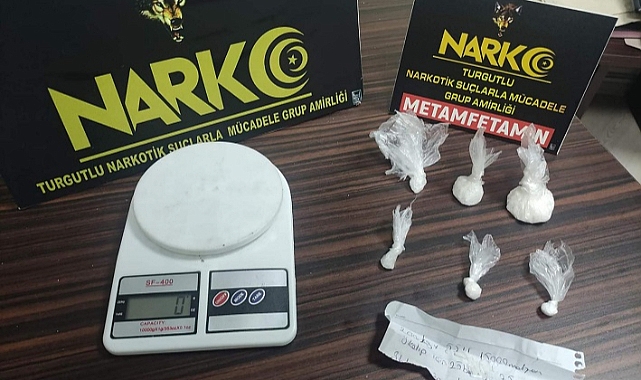 NARKO
TURGUTLU NARKOTİK SUÇLARLA MÜCADELE GRUP AMİRLİĞİ
NARKO
TURGUTLU
NARKOTİK SUÇLARLA MÜCADELE
GRUP AMİRLİĞİ
METAMFETAMİN
SF-400
0
CAPACITY